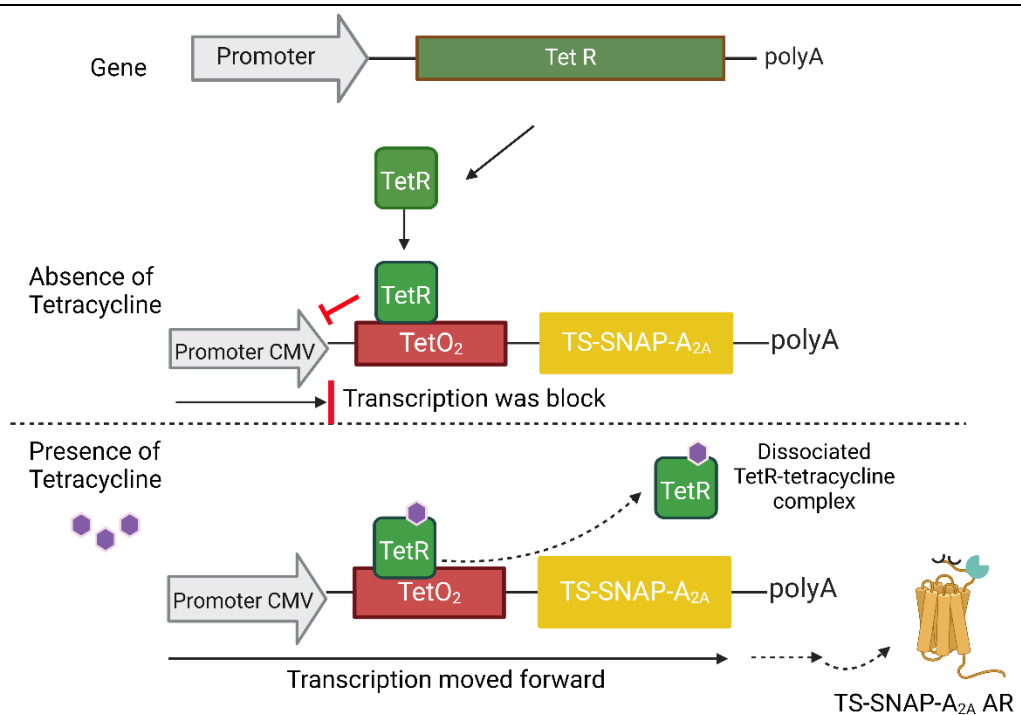 Gene
Promoter
Tet R
polyA
TetR
Absence of
Tetracycline
TetR
Promoter CMV
TetO₂
TS-SNAP-A₂A
polyA
Transcription was block
Presence of
Tetracycline
TetR
TetR
Dissociated
TetR-tetracycline
complex
Promoter CMV
TetO₂
TS-SNAP-A₂A
polyA
Transcription moved forward
TS-SNAP-A₂A AR